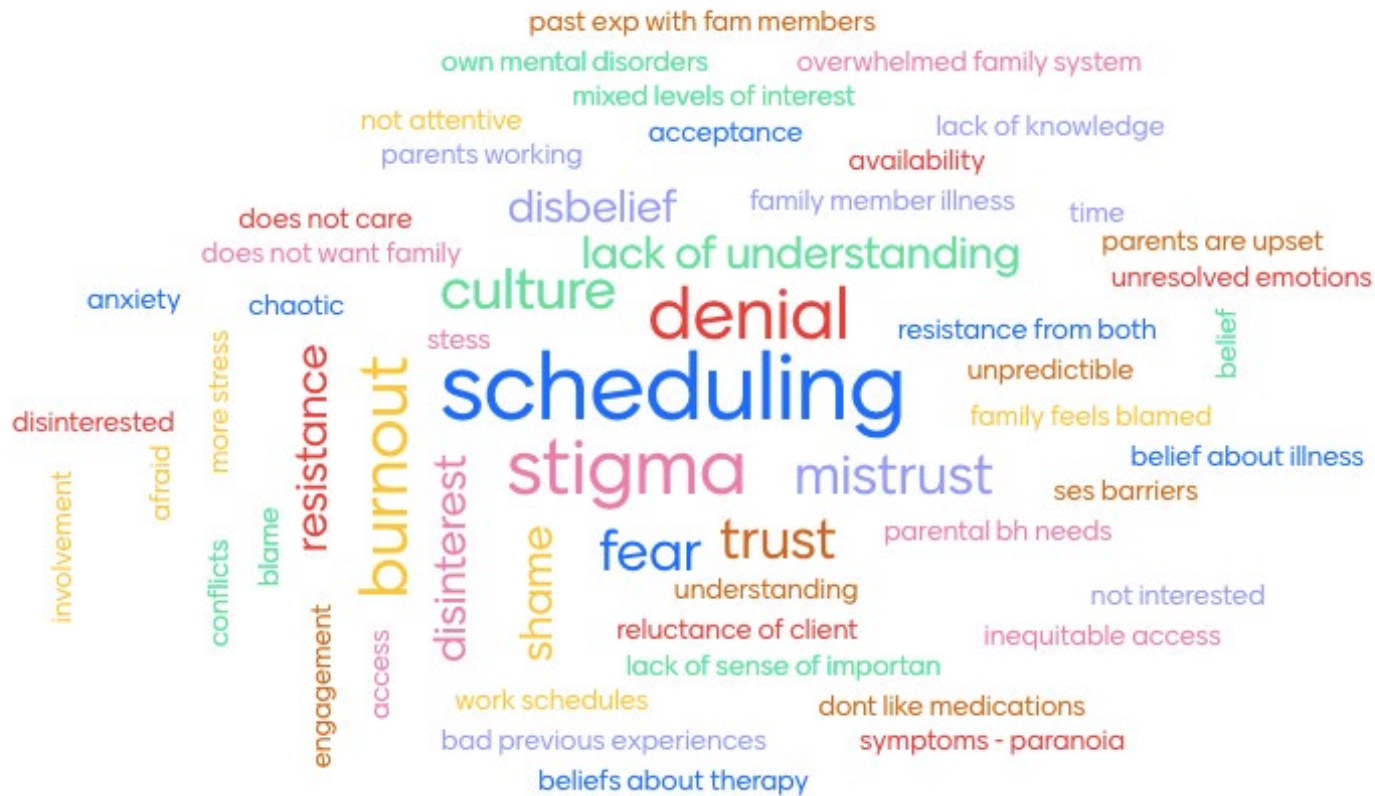 past exp with fam members
own mental disorders
overwhelmed family system
mixed levels of interest
not attentive
acceptance
lack of knowledge
parents working
availability
disbelief
family member illness
time
does not care
lack of understanding
parents are upset
does not want family
culture
unresolved emotions
anxiety
chaotic
denial
resistance from both
belief
stess
more stress
resistance
burnout
scheduling
unpredictible
disinterested
family feels blamed
stigma
mistrust
belief about illness
involvement
afraid
disinterest
ses barriers
conflicts
blame
shame
fear
trust
parental bh needs
understanding
not interested
engagement
access
reluctance of client
inequitable access
lack of sense of importan
work schedules
dont like medications
bad previous experiences
symptoms - paranoia
beliefs about therapy